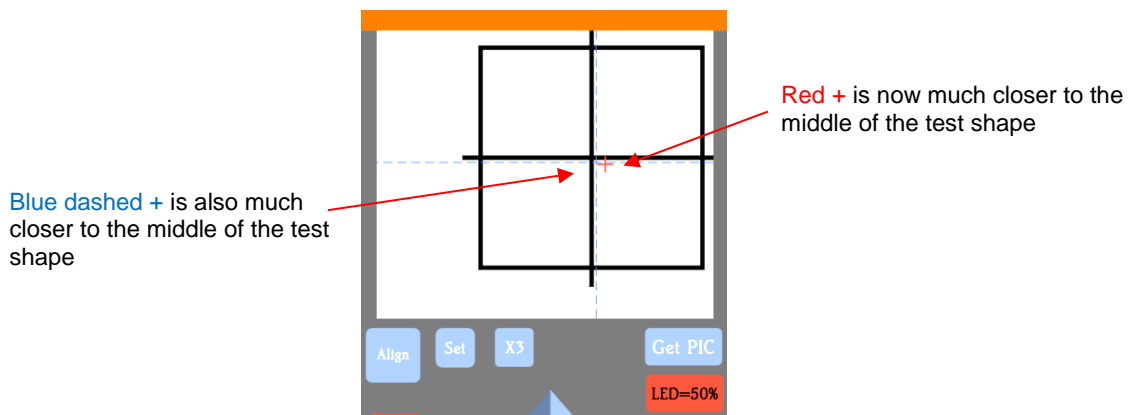 Red + is now much closer to the
middle of the test shape
Blue dashed + is also much
closer to the middle of the test
shape
Align
Set
X3
Get PIC
LED=50%